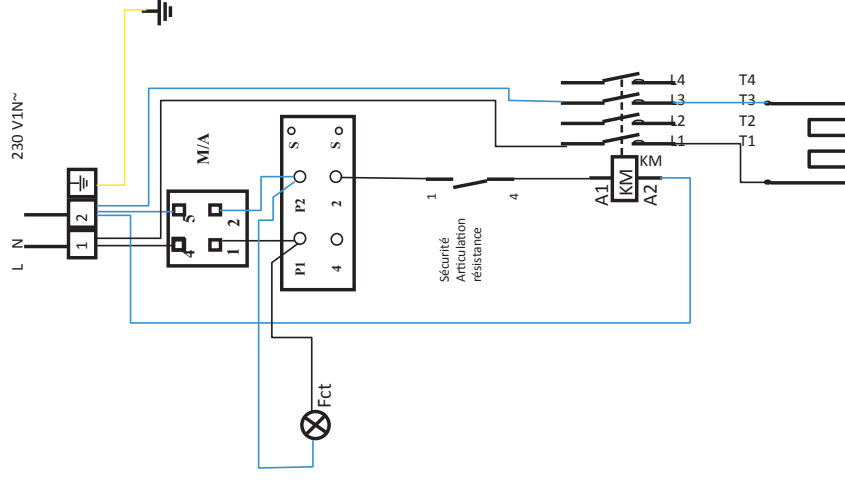 230 V1N~
L
N
1
2
M/A
4
5
1
2
P1
P2
S
4
2
S
Fct
1
4
Sécurité
Articulation
résistance
A1
KM
A2
KM
L4
T4
L3
T3
L2
T2
L1
T1